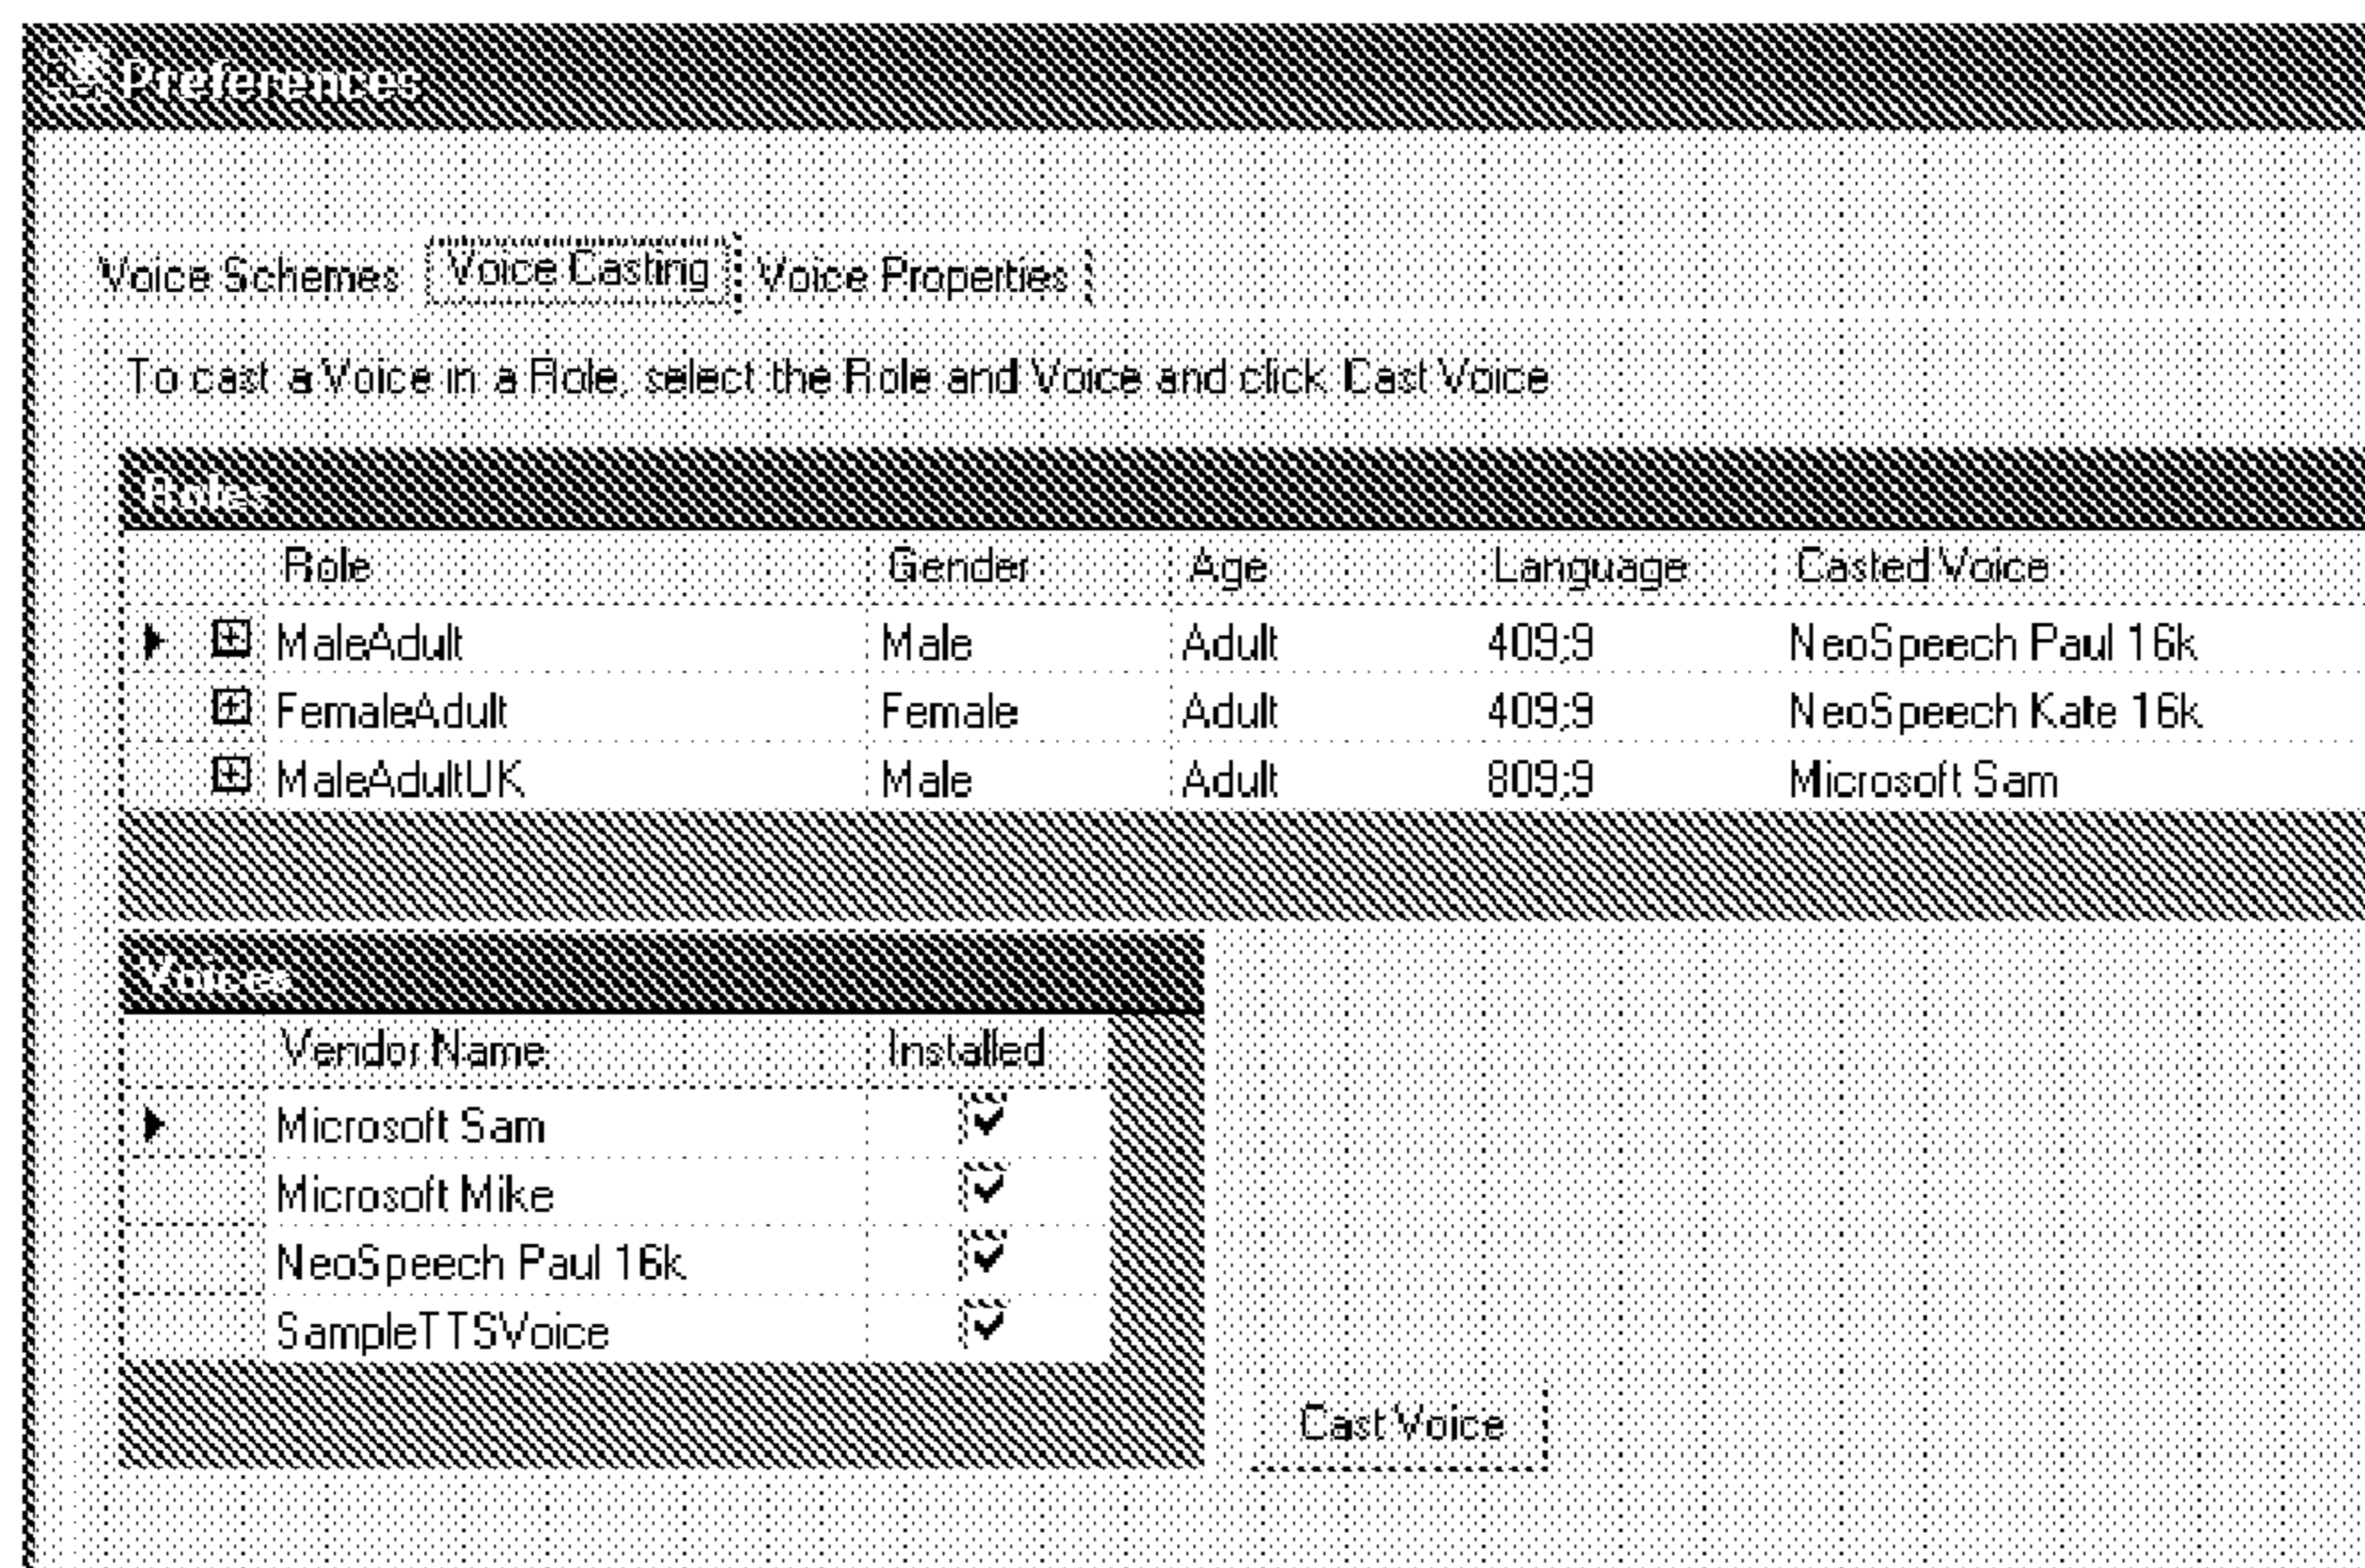 Preferences
Voice Schemes Voice Casting Voice Properties
To cast a Voice in a Role, select the Role and Voice and click Cast Voice
Roles
Role Gender Age Language Casted Voice
MaleAdult Male Adult 409;9 NeoSpeech Paul 16k
FemaleAdult Female Adult 409;9 NeoSpeech Kate 16k
MaleAdultUK Male Adult 809;9 Microsoft Sam
Voices
Vendor Name Installed
Microsoft Sam
Microsoft Mike
NeoSpeech Paul 16k
SampleTTSVoice
Cast Voice